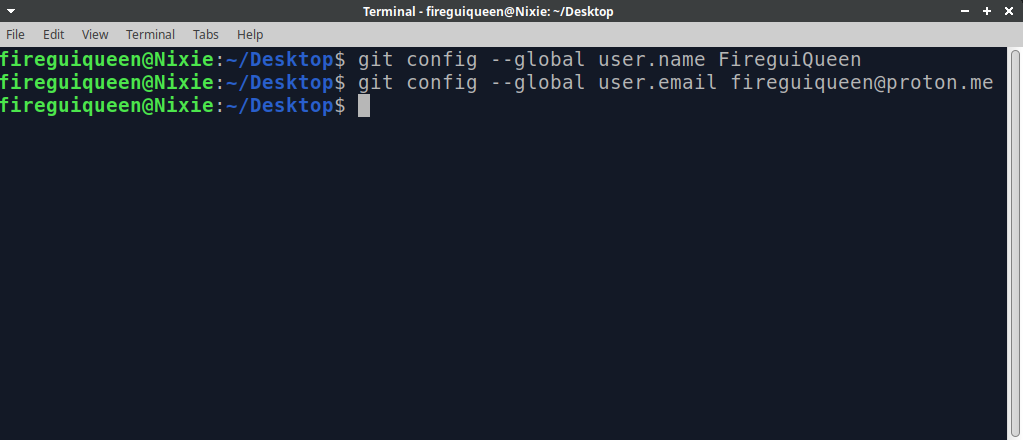 Terminal - fireguiqueen@Nixie: ~/Desktop
File Edit View Terminal Tabs Help
fireguiqueen@Nixie:~/Desktop$ git config --global user.name FireguiQueen
fireguiqueen@Nixie:~/Desktop$ git config --global user.email fireguiqueen@proton.me
fireguiqueen@Nixie:~/Desktop$